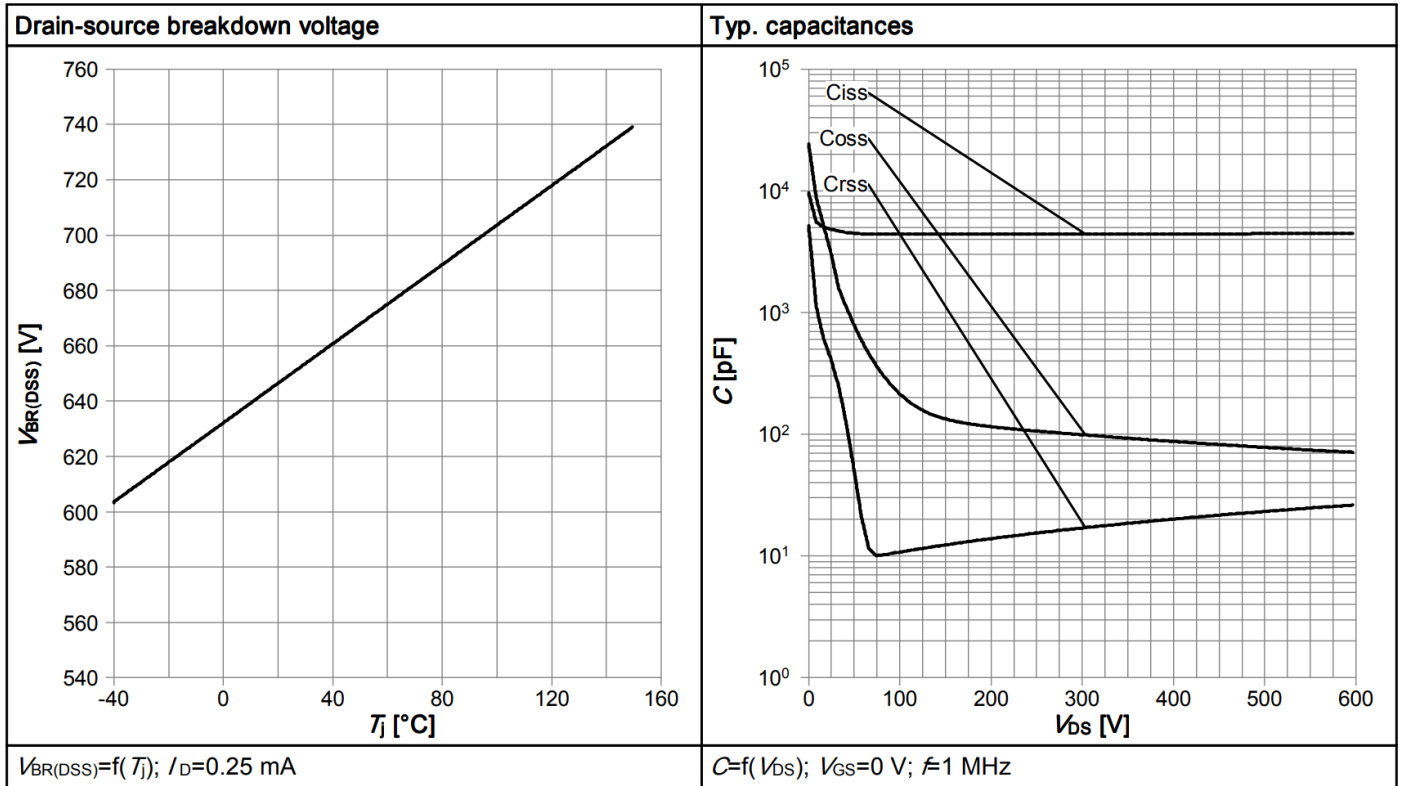 Drain-source breakdown voltage
760
740
720
700
680
660
640
620
600
580
560
540
-40
0
40
80
120
160
VBR(DSS) [V]
Tj [°C]
VBR(DSS)=f(Tj); ID=0.25 mA
Typ. capacitances
10⁵
10⁴
10³
10²
10¹
10⁰
Ciss
Coss
Crss
0
100
200
300
400
500
600
C [pF]
VDS [V]
C=f(VDS); VGS=0 V; f=1 MHz